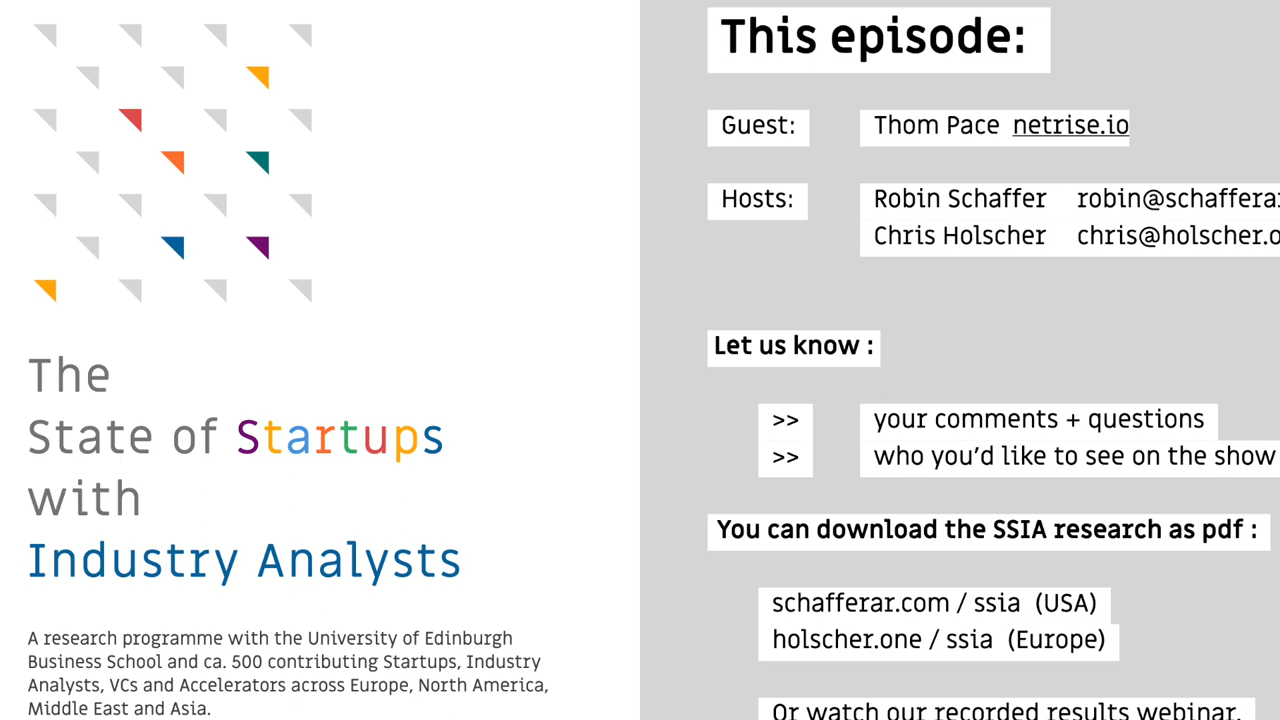 The
State of Startups
with
Industry Analysts
A research programme with the University of Edinburgh
Business School and ca. 500 contributing Startups, Industry
Analysts, VCs and Accelerators across Europe, North America,
Middle East and Asia.
This episode:
Guest: Thom Pace netrise.io
Hosts: Robin Schaffer robin@schafferar
Chris Holscher chris@holscher.o
Let us know :
>> your comments + questions
>> who you'd like to see on the show
You can download the SSIA research as pdf :
schafferar.com / ssia (USA)
holscher.one / ssia (Europe)
Or watch our recorded results webinar.